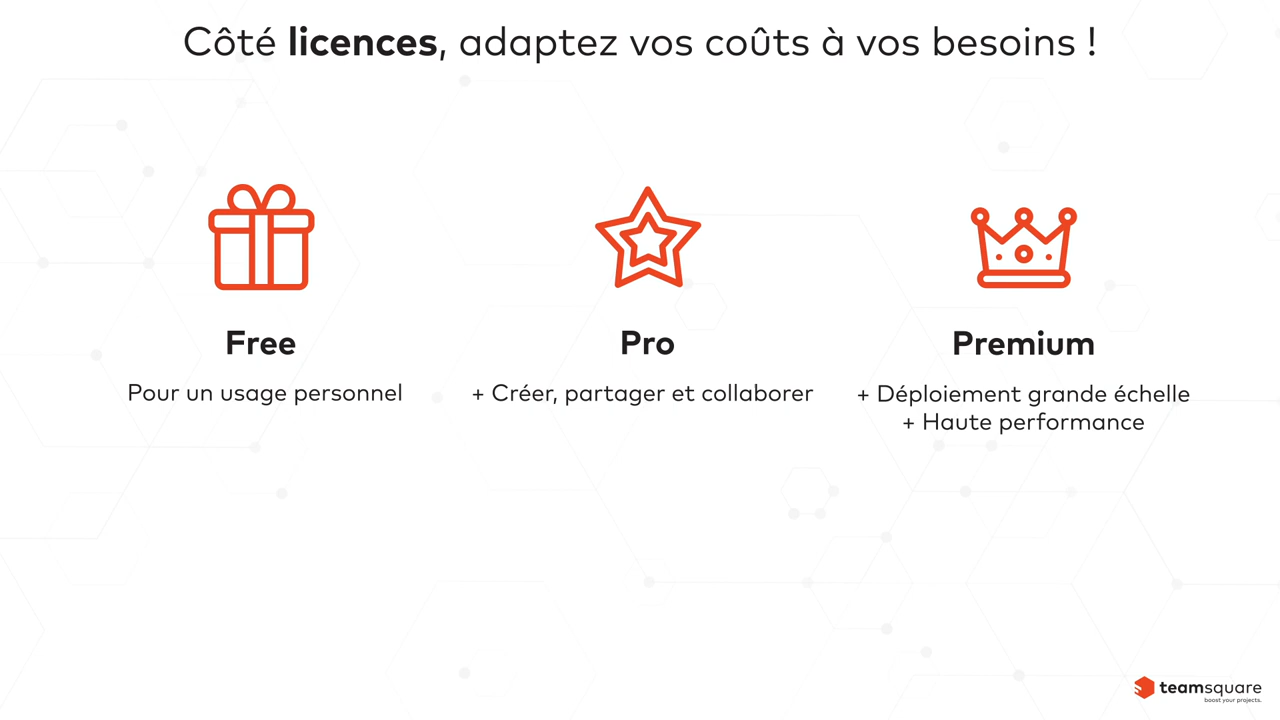 Côté licences, adaptez vos coûts à vos besoins !
Free
Pour un usage personnel
Pro
+ Créer, partager et collaborer
Premium
+ Déploiement grande échelle
+ Haute performance
teamsquare
boost your projects.